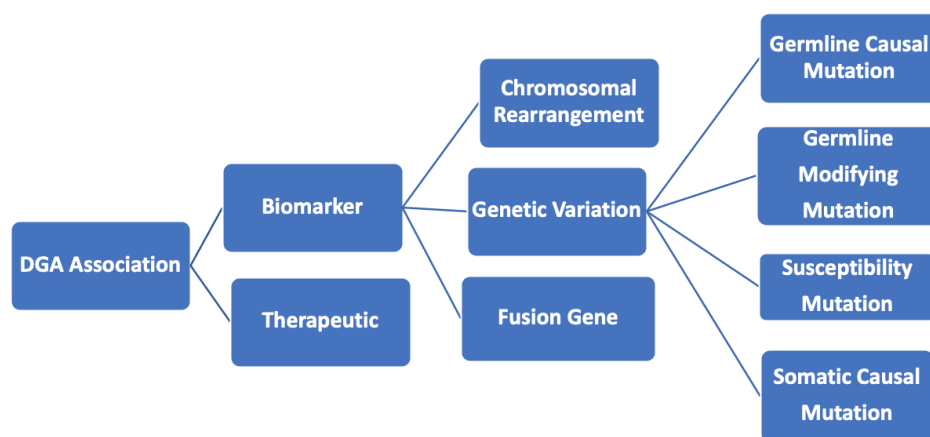 DGA Association
Biomarker
Therapeutic
Chromosomal
Rearrangement
Genetic Variation
Fusion Gene
Germline Causal
Mutation
Germline
Modifying
Mutation
Susceptibility
Mutation
Somatic Causal
Mutation